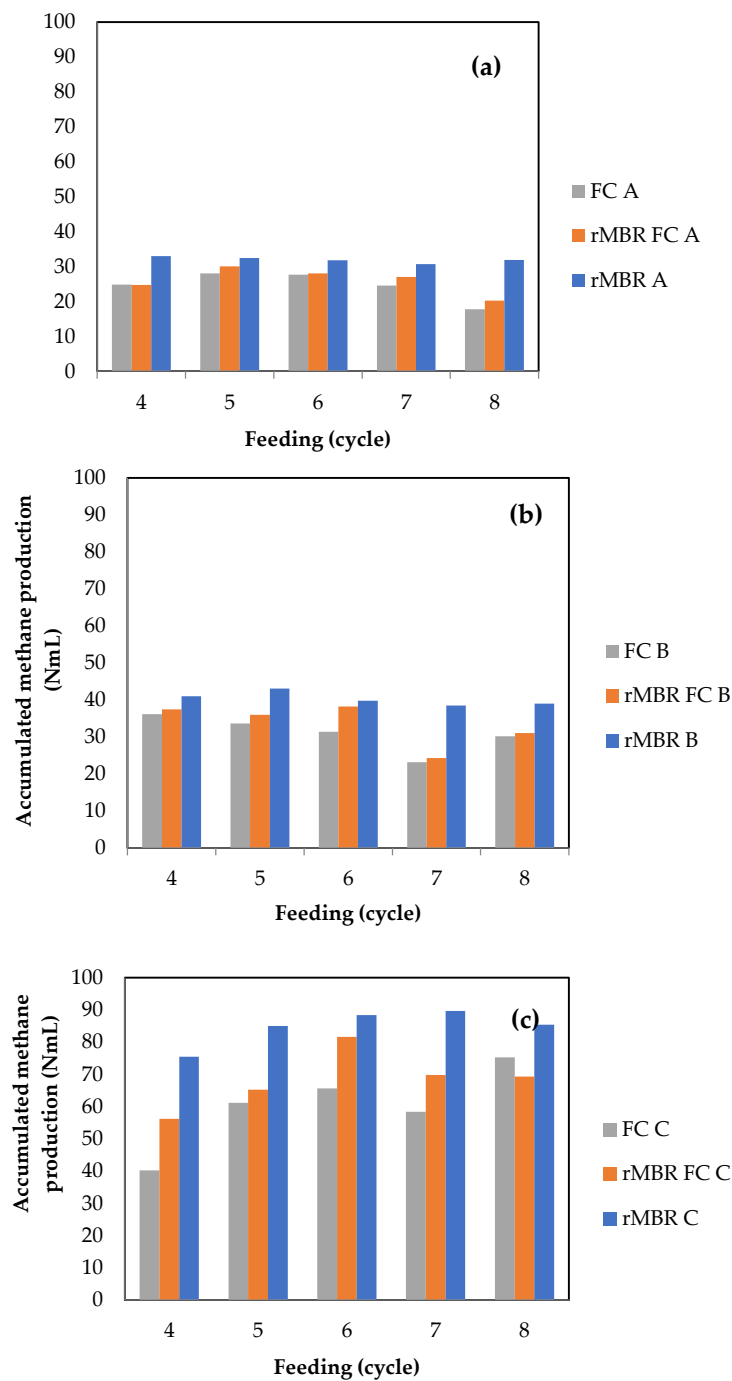 100
90
80
70
60
50
40
30
20
10
0
(a)
FC A
rMBR FC A
rMBR A
4 5 6 7 8
Feeding (cycle)
Accumulated methane production
(NmL)
100
90
80
70
60
50
40
30
20
10
0
(b)
FC B
rMBR FC B
rMBR B
4 5 6 7 8
Feeding (cycle)
Accumulated methane
production (NmL)
100
90
80
70
60
50
40
30
20
10
0
(c)
FC C
rMBR FC C
rMBR C
4 5 6 7 8
Feeding (cycle)